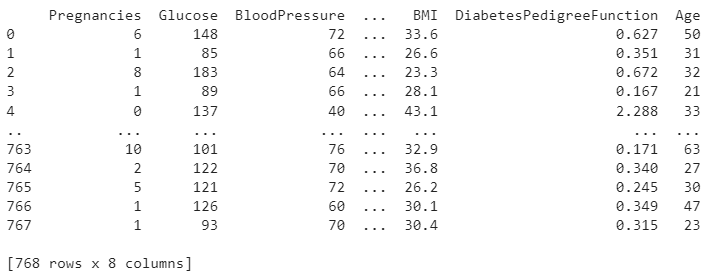 Pregnancies Glucose BloodPressure ... BMI DiabetesPedigreeFunction Age
0 6 148 72 ... 33.6 0.627 50
1 1 85 66 ... 26.6 0.351 31
2 8 183 64 ... 23.3 0.672 32
3 1 89 66 ... 28.1 0.167 21
4 0 137 40 ... 43.1 2.288 33
.. ... ... ... ... ... ... ...
763 10 101 76 ... 32.9 0.171 63
764 2 122 70 ... 36.8 0.340 27
765 5 121 72 ... 26.2 0.245 30
766 1 126 60 ... 30.1 0.349 47
767 1 93 70 ... 30.4 0.315 23
[768 rows x 8 columns]